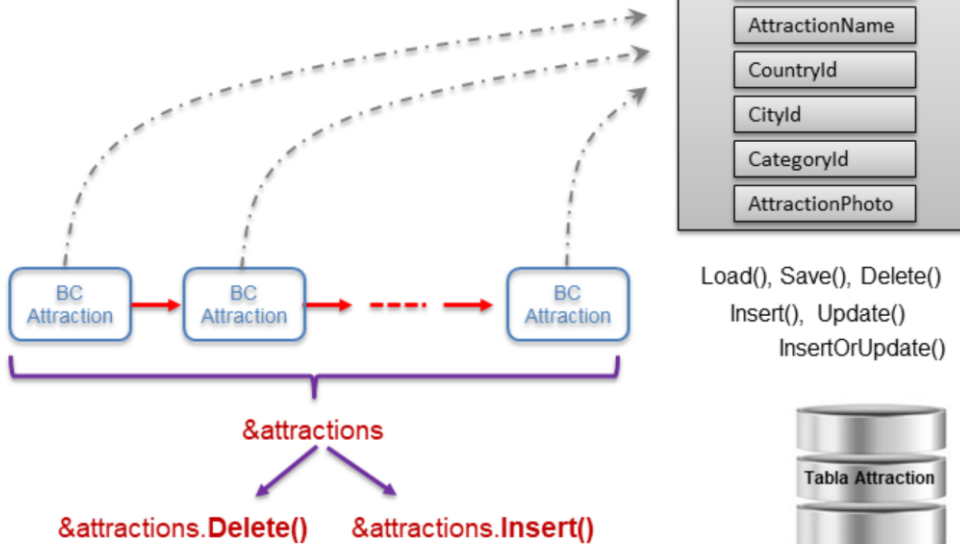 AttractionName
CountryId
CityId
CategoryId
AttractionPhoto
Load(), Save(), Delete()
Insert(), Update()
InsertOrUpdate()
BC
Attraction
BC
Attraction
BC
Attraction
&attractions
&attractions.Delete()
&attractions.Insert()
Tabla Attraction